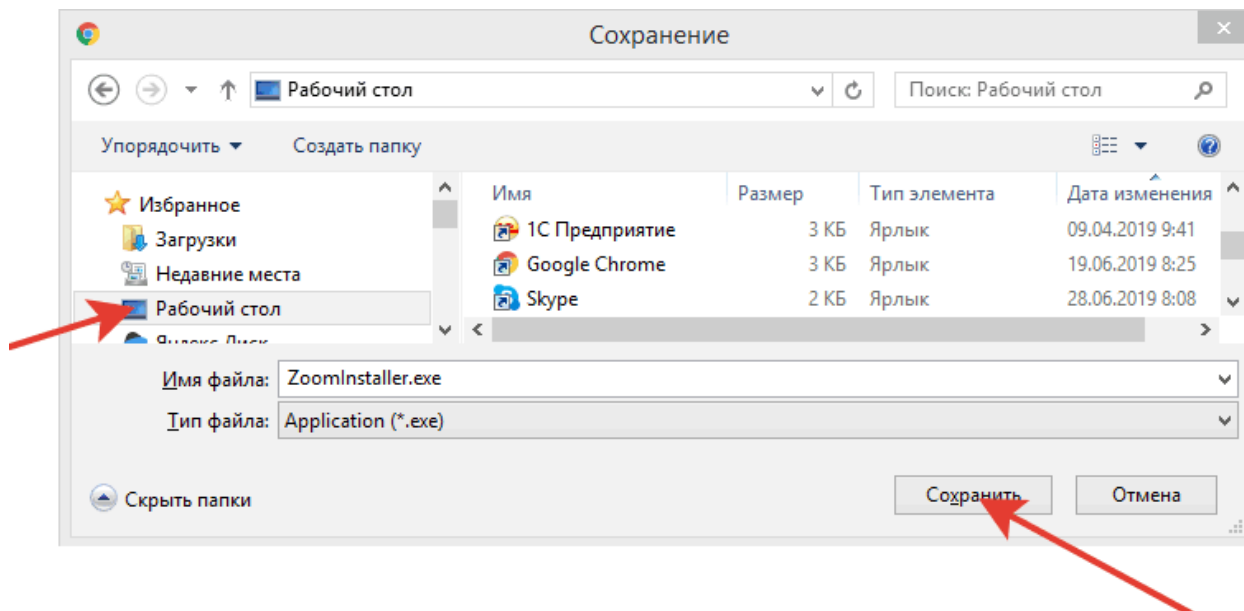 Сохранение
Рабочий стол
Поиск: Рабочий стол
Упорядочить
Создать папку
Избранное
Загрузки
Недавние места
Рабочий стол
Яндекс.Диск
Имя Размер Тип элемента Дата изменения
1С Предприятие 3 КБ Ярлык 09.04.2019 9:41
Google Chrome 3 КБ Ярлык 19.06.2019 8:25
Skype 2 КБ Ярлык 28.06.2019 8:08
Имя файла: ZoomInstaller.exe
Тип файла: Application (*.exe)
Скрыть папки
Сохранить
Отмена